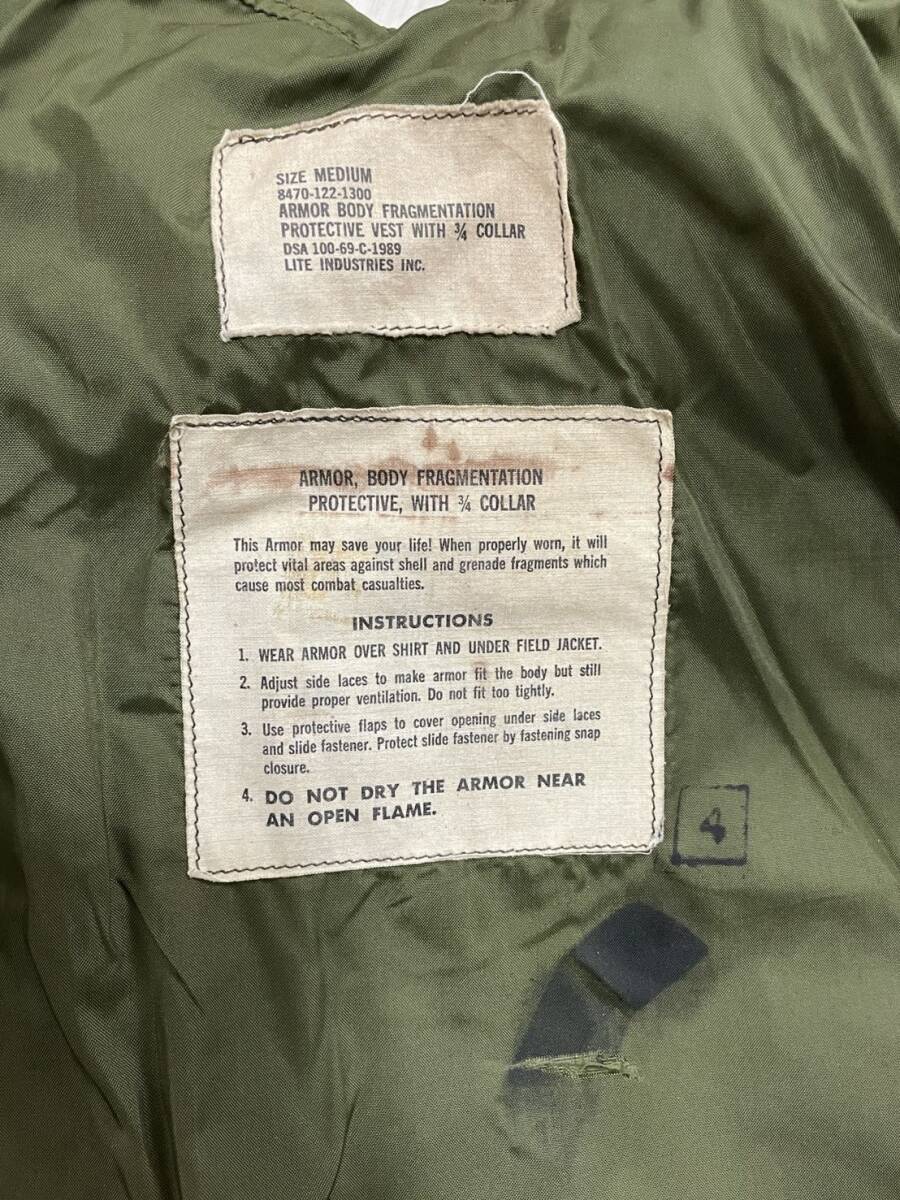 SIZE MEDIUM
8470-122-1300
ARMOR BODY FRAGMENTATION
PROTECTIVE VEST WITH ¾ COLLAR
DSA 100-69-C-1989
LITE INDUSTRIES INC.
ARMOR, BODY FRAGMENTATION
PROTECTIVE, WITH ¾ COLLAR
This Armor may save your life! When properly worn, it will
protect vital areas against shell and grenade fragments which
cause most combat casualties.
INSTRUCTIONS
1. WEAR ARMOR OVER SHIRT AND UNDER FIELD JACKET.
2. Adjust side laces to make armor fit the body but still
provide proper ventilation. Do not fit too tightly.
3. Use protective flaps to cover opening under side laces
and slide fastener. Protect slide fastener by fastening snap
closure.
4. DO NOT DRY THE ARMOR NEAR
AN OPEN FLAME.
4